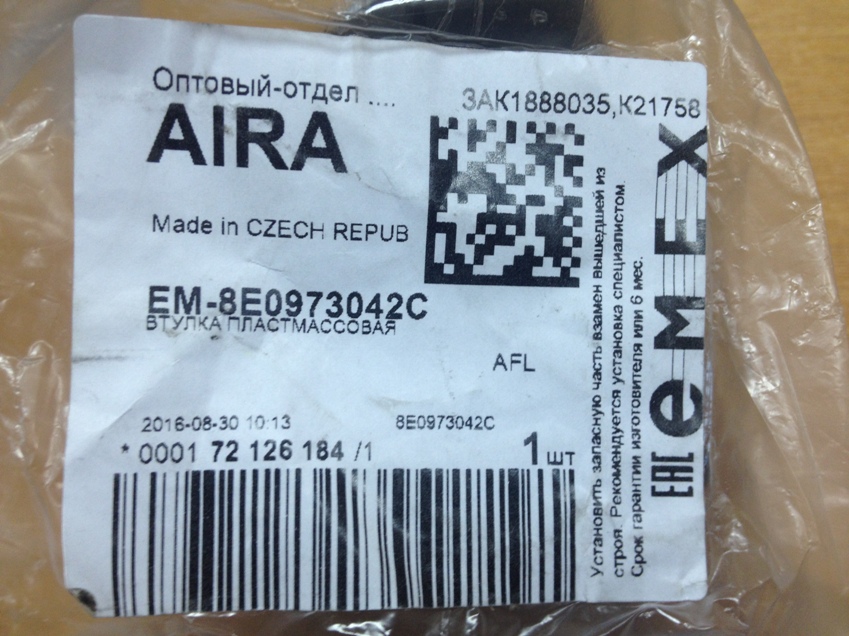 Оптовый-отдел ....
ЗАК1888035,К21758
AIRA
Made in CZECH REPUB
EM-8E0973042C
ВТУЛКА ПЛАСТМАССОВАЯ
AFL
2016-08-30 10:13
8E0973042C
* 0001 72 126 184 /1
1 шт
Установить запасную часть взамен вышедшей из
строя. Рекомендуется установка специалистом.
Срок гарантии изготовителя или 6 мес.
EAC eMEX